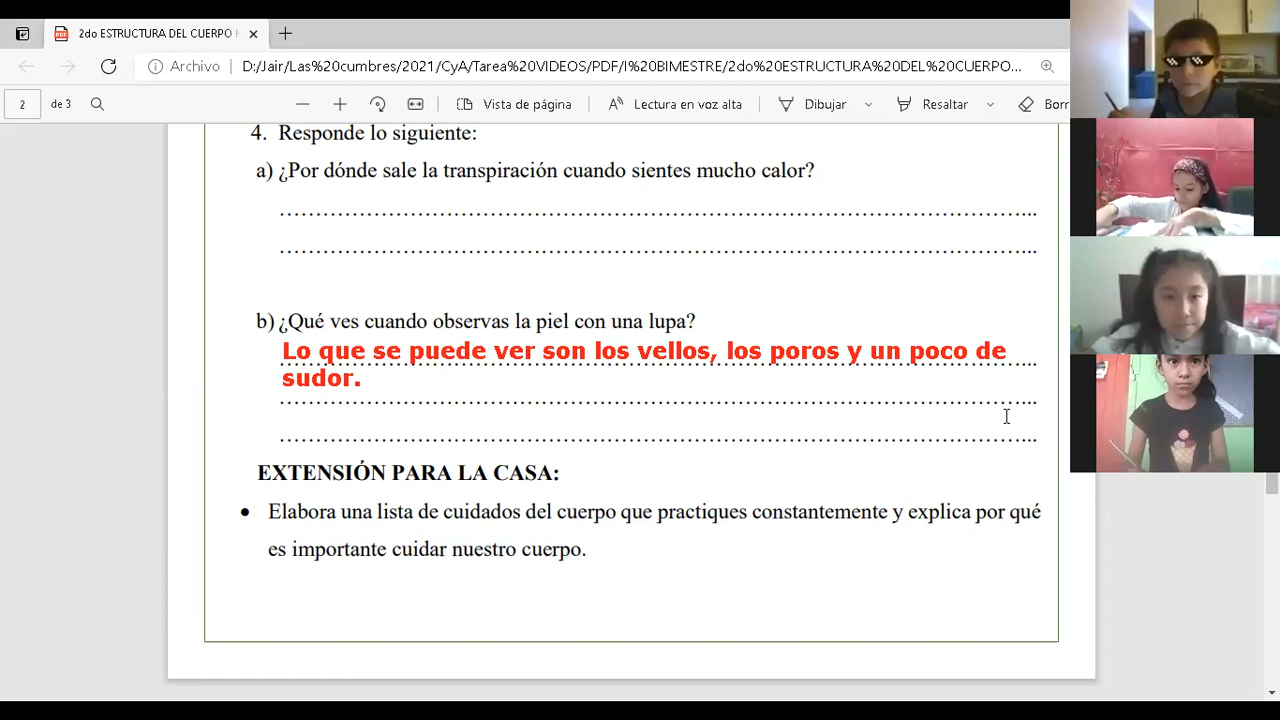 2do ESTRUCTURA DEL CUERPO H
Archivo
D:/Jair/Las%20cumbres/2021/CyA/Tarea%20VIDEOS/PDF/I%20BIMESTRE/2do%20ESTRUCTURA%20DEL%20CUERPO...
2 de 3
Vista de página
Lectura en voz alta
Dibujar
Resaltar
Borr
4. Responde lo siguiente:
a) ¿Por dónde sale la transpiración cuando sientes mucho calor?
b) ¿Qué ves cuando observas la piel con una lupa?
Lo que se puede ver son los vellos, los poros y un poco de
sudor.
EXTENSIÓN PARA LA CASA:
• Elabora una lista de cuidados del cuerpo que practiques constantemente y explica por qué
es importante cuidar nuestro cuerpo.